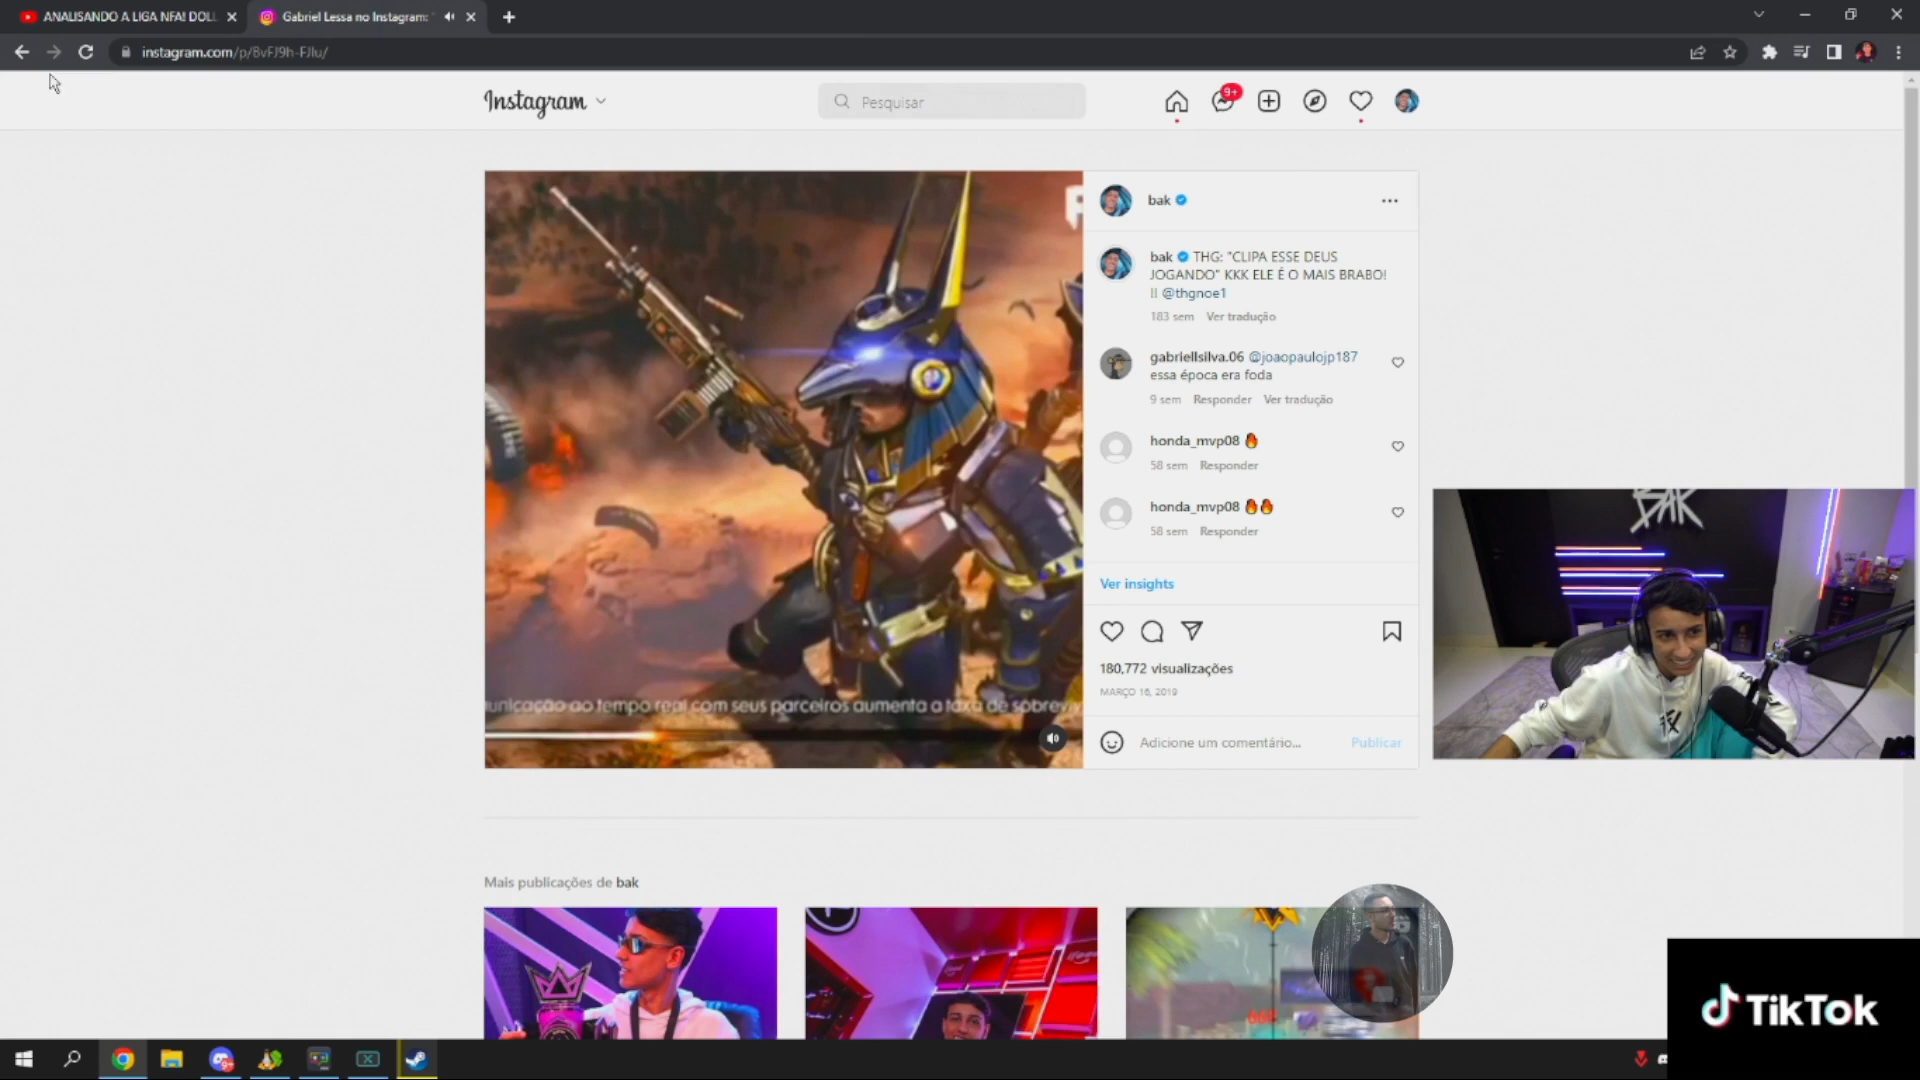 ANALISANDO A LIGA NFA! DOLL
Gabriel Lessa no Instagram: "
instagram.com/p/BvFJ9h-FJlu/
Instagram
Pesquisar
9+
bak
bak THG: "CLIPA ESSE DEUS
JOGANDO" KKK ELE É O MAIS BRABO!
!! @thgnoe1
183 sem Ver tradução
gabriellsilva.06 @joaopaulojp187
essa época era foda
9 sem Responder Ver tradução
honda_mvp08 🔥
58 sem Responder
honda_mvp08 🔥🔥
58 sem Responder
Ver insights
180,772 visualizações
MARÇO 16, 2019
Adicione um comentário... Publicar
unicação ao tempo real com seus parceiros aumenta a taxa de sobreviv
BAK
Mais publicações de bak
TikTok